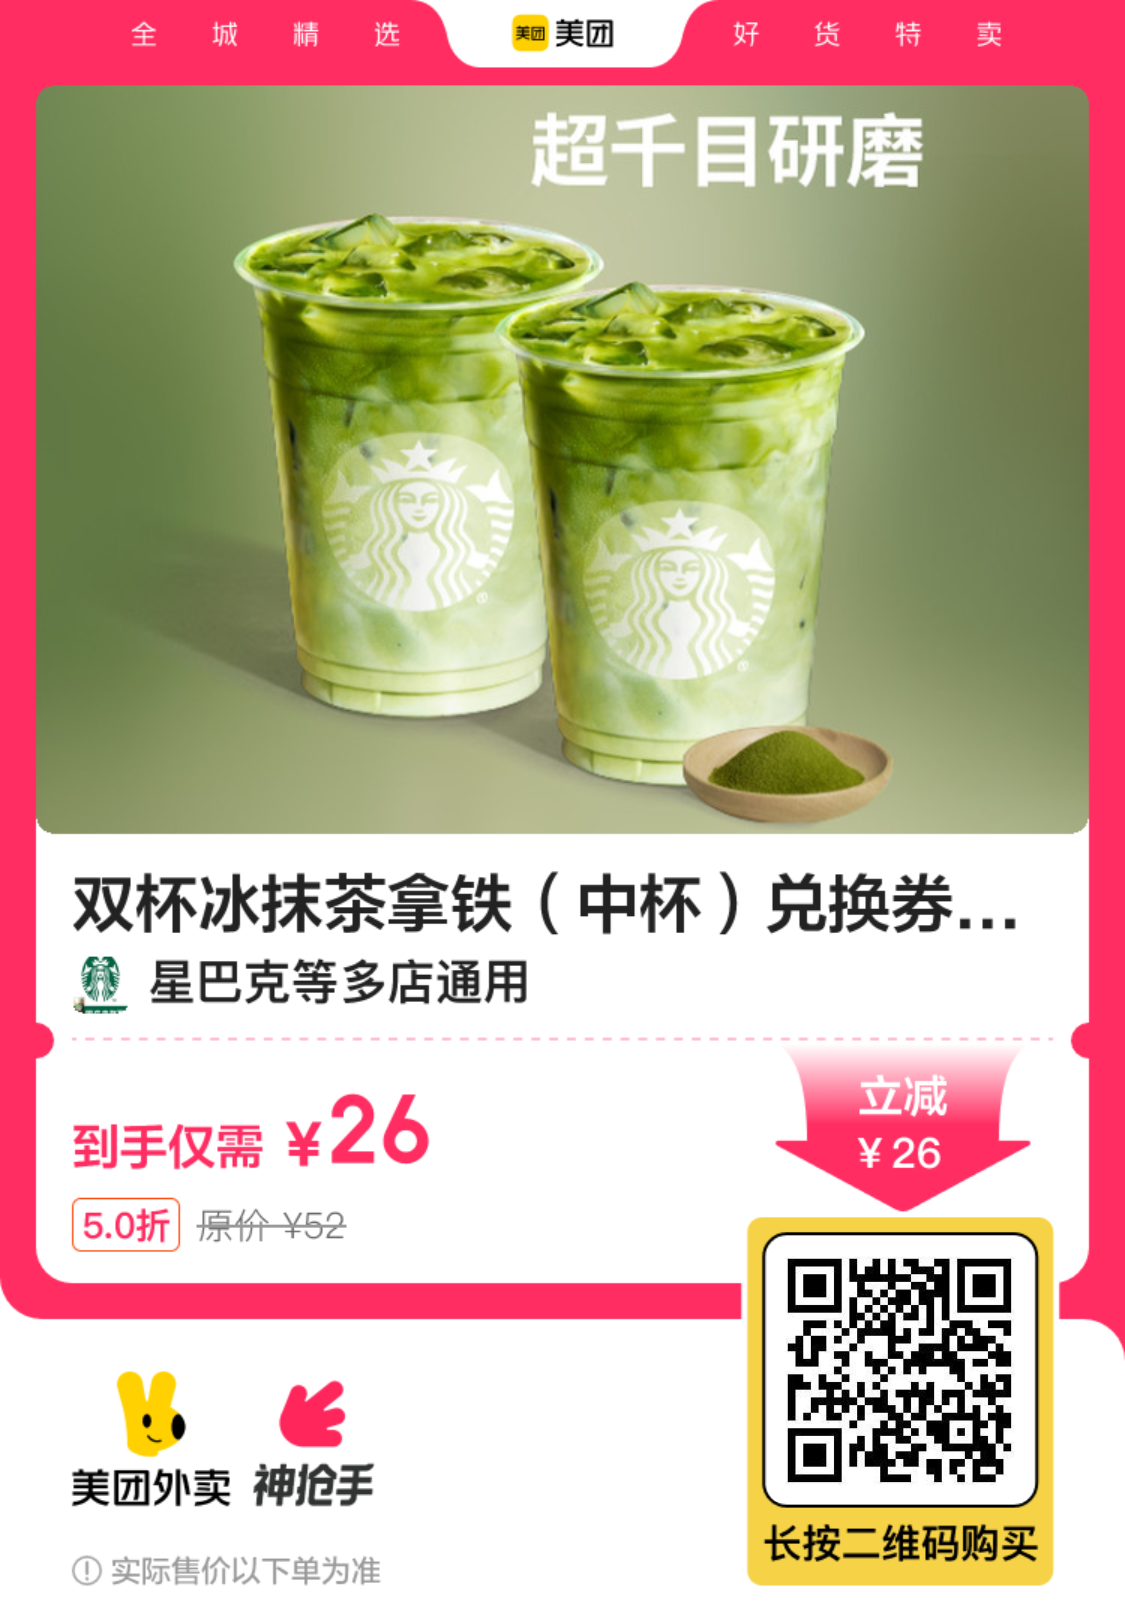 全城精选 美团 美团 好货特卖
超千目研磨
双杯冰抹茶拿铁（中杯）兑换券...
星巴克等多店通用
到手仅需 ¥26
立减
¥26
5.0折 原价 ¥52
美团外卖 神抢手
长按二维码购买
实际售价以下单为准